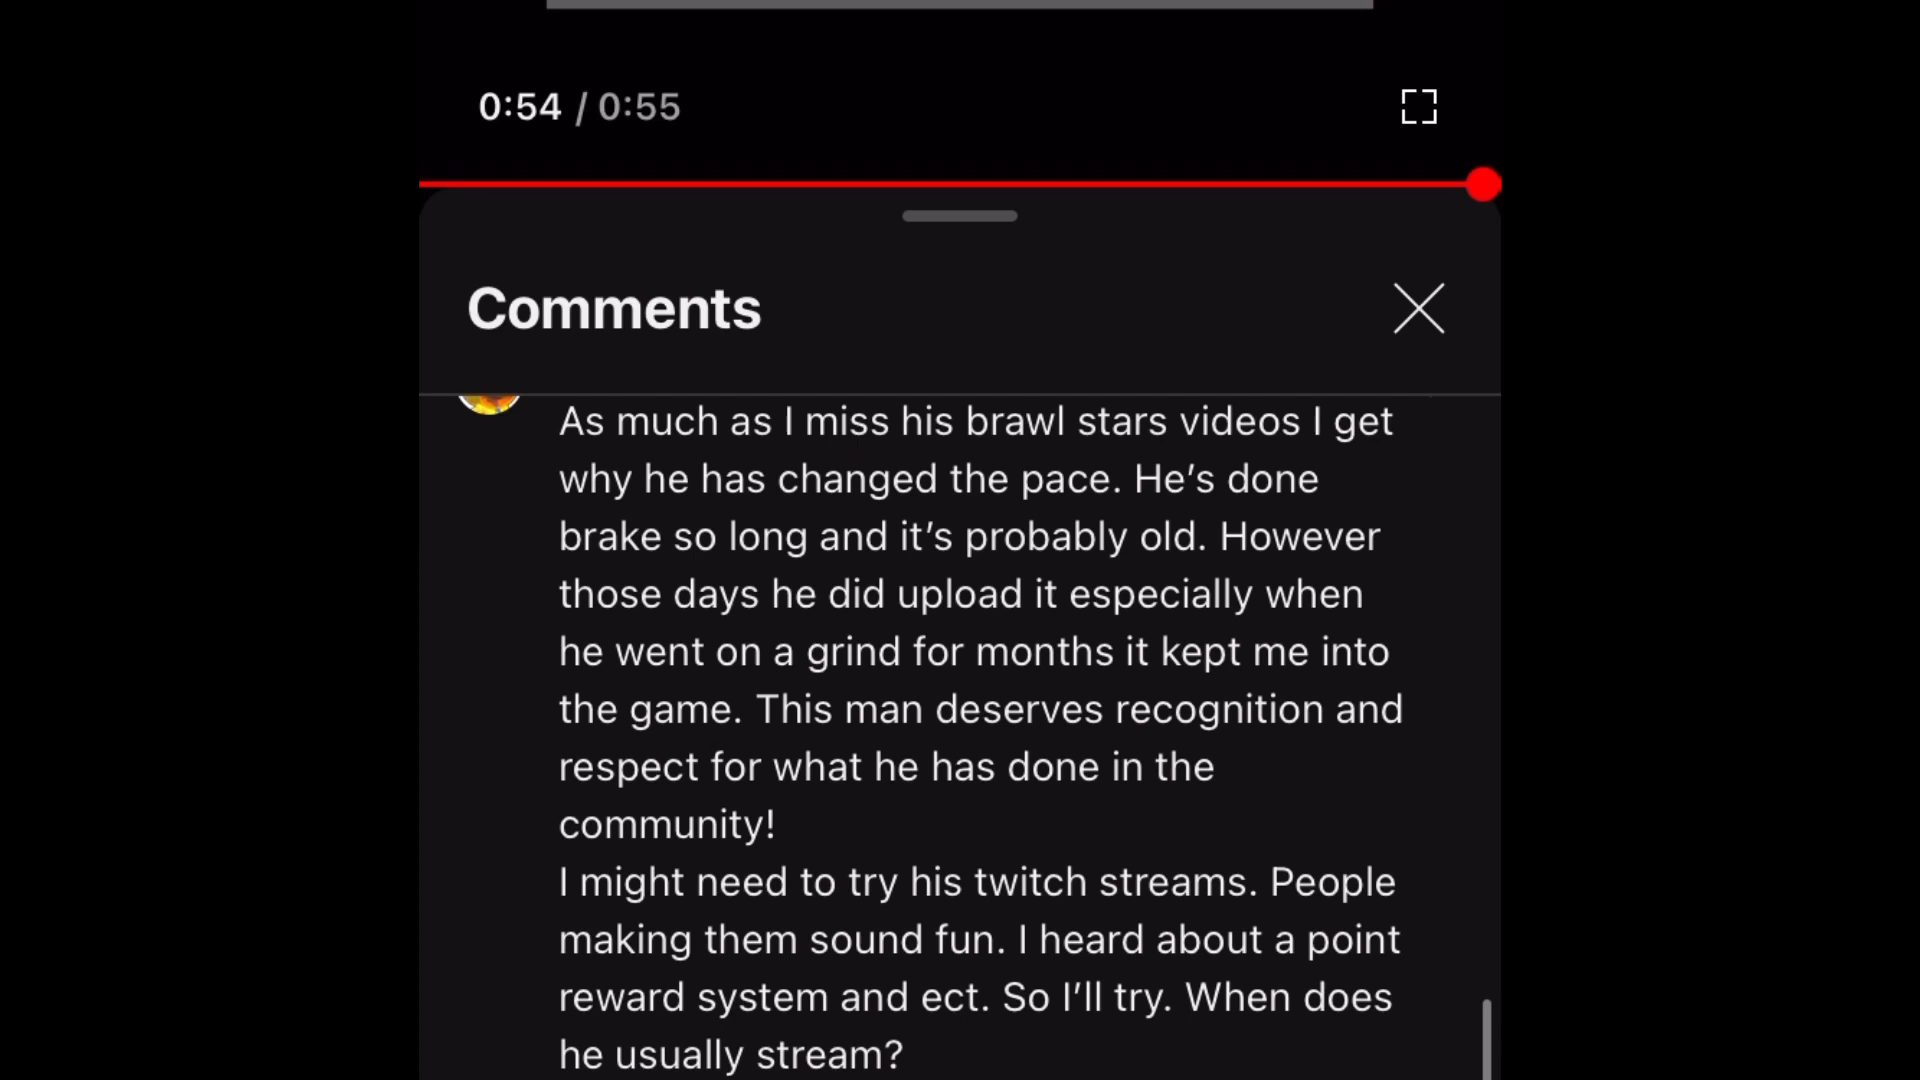 0:54 / 0:55
Comments
As much as I miss his brawl stars videos I get
why he has changed the pace. He’s done
brake so long and it’s probably old. However
those days he did upload it especially when
he went on a grind for months it kept me into
the game. This man deserves recognition and
respect for what he has done in the
community!
I might need to try his twitch streams. People
making them sound fun. I heard about a point
reward system and ect. So I’ll try. When does
he usually stream?